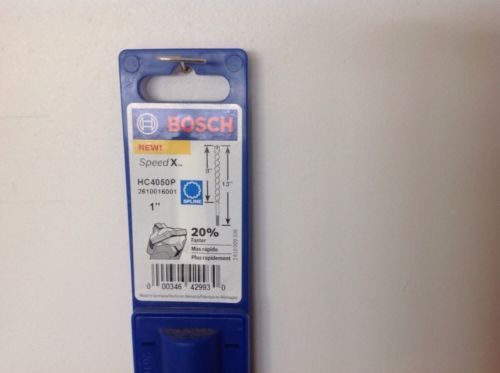 BOSCH
NEW!
Speed X™
HC4050P
2610016001
1"
8"
13"
SPLINE
20%
Faster
Mas rapido
Plus rapidement
0 00346 42993 0